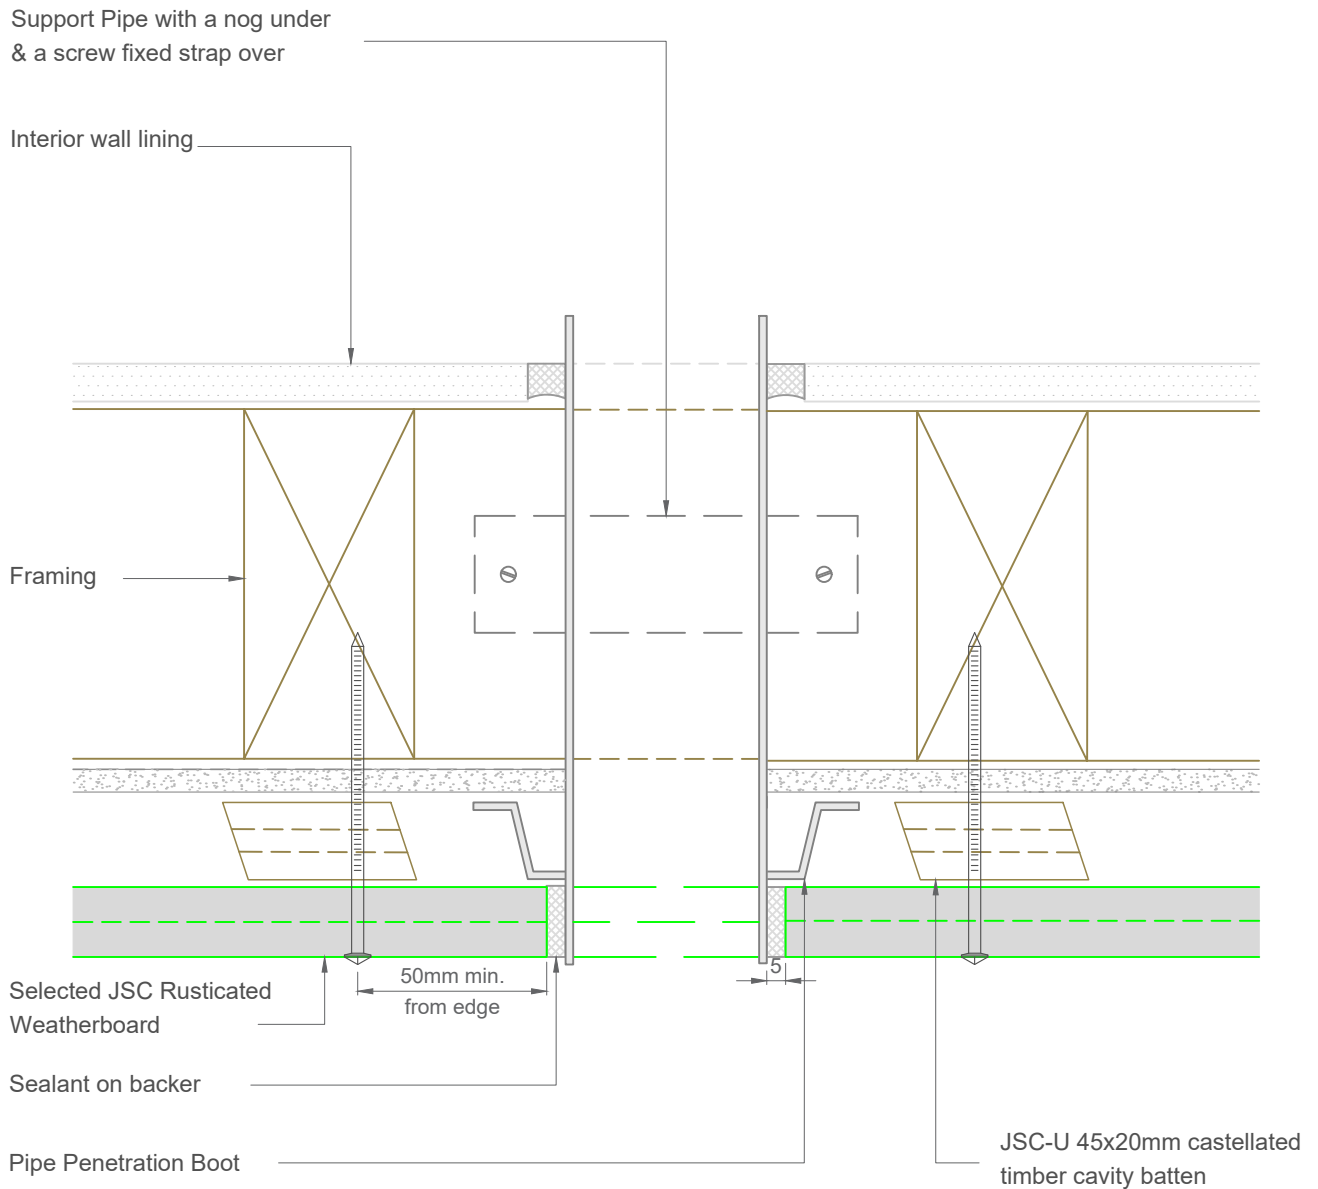 Support Pipe with a nog under
& a screw fixed strap over
Interior wall lining
Framing
50mm min.
from edge
5
Selected JSC Rusticated
Weatherboard
Sealant on backer
Pipe Penetration Boot
JSC-U 45x20mm castellated
timber cavity batten